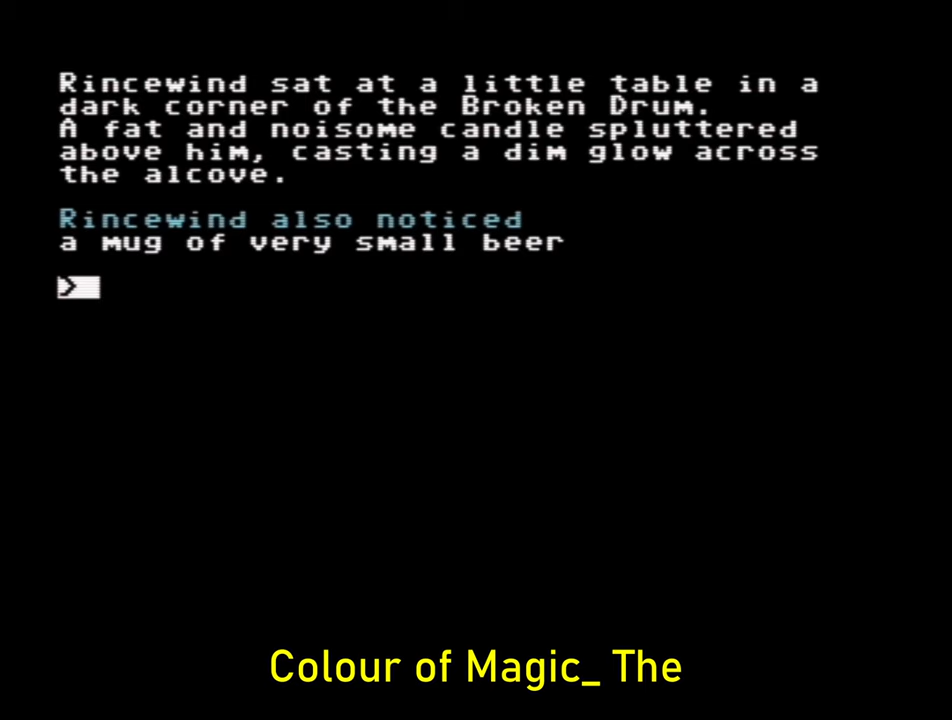 Rincewind sat at a little table in a
dark corner of the Broken Drum.
A fat and noisome candle spluttered
above him, casting a dim glow across
the alcove.
Rincewind also noticed
a mug of very small beer
>
Colour of Magic_ The